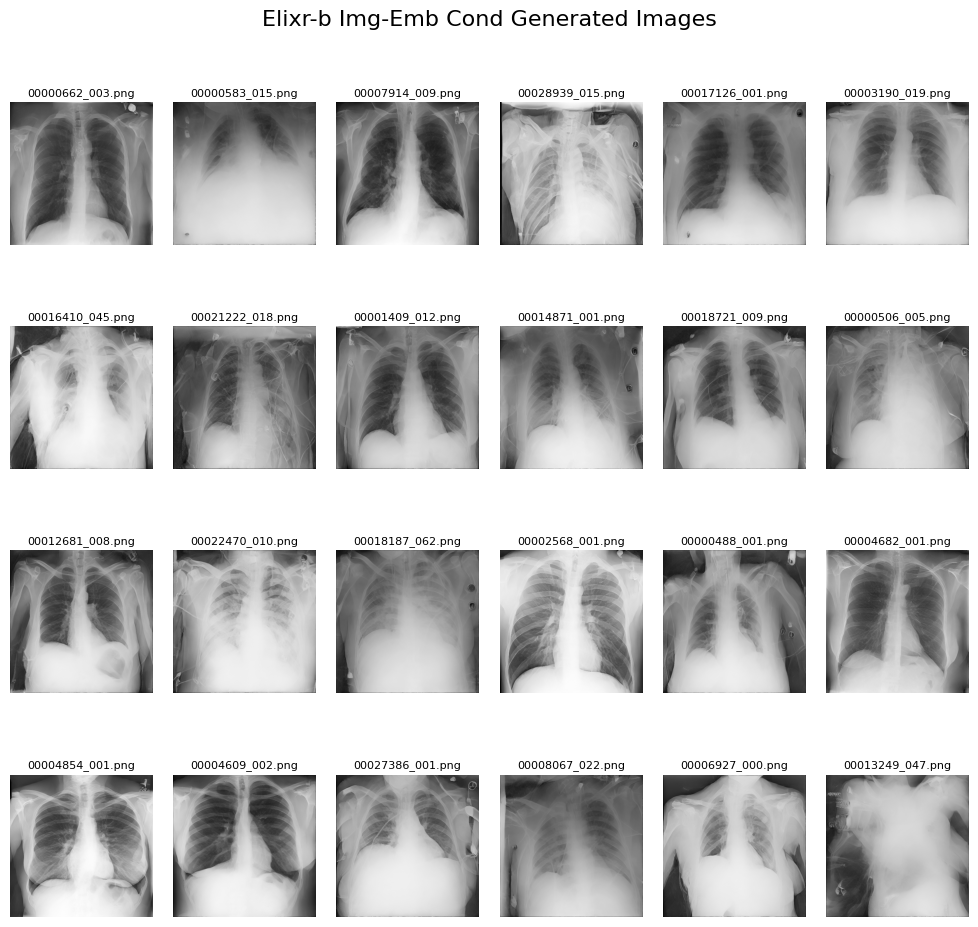 Elixr-b Img-Emb Cond Generated Images
00000662_003.png 00000583_015.png 00007914_009.png 00028939_015.png 00017126_001.png 00003190_019.png
00016410_045.png 00021222_018.png 00001409_012.png 00014871_001.png 00018721_009.png 00000506_005.png
00012681_008.png 00022470_010.png 00018187_062.png 00002568_001.png 00000488_001.png 00004682_001.png
00004854_001.png 00004609_002.png 00027386_001.png 00008067_022.png 00006927_000.png 00013249_047.png